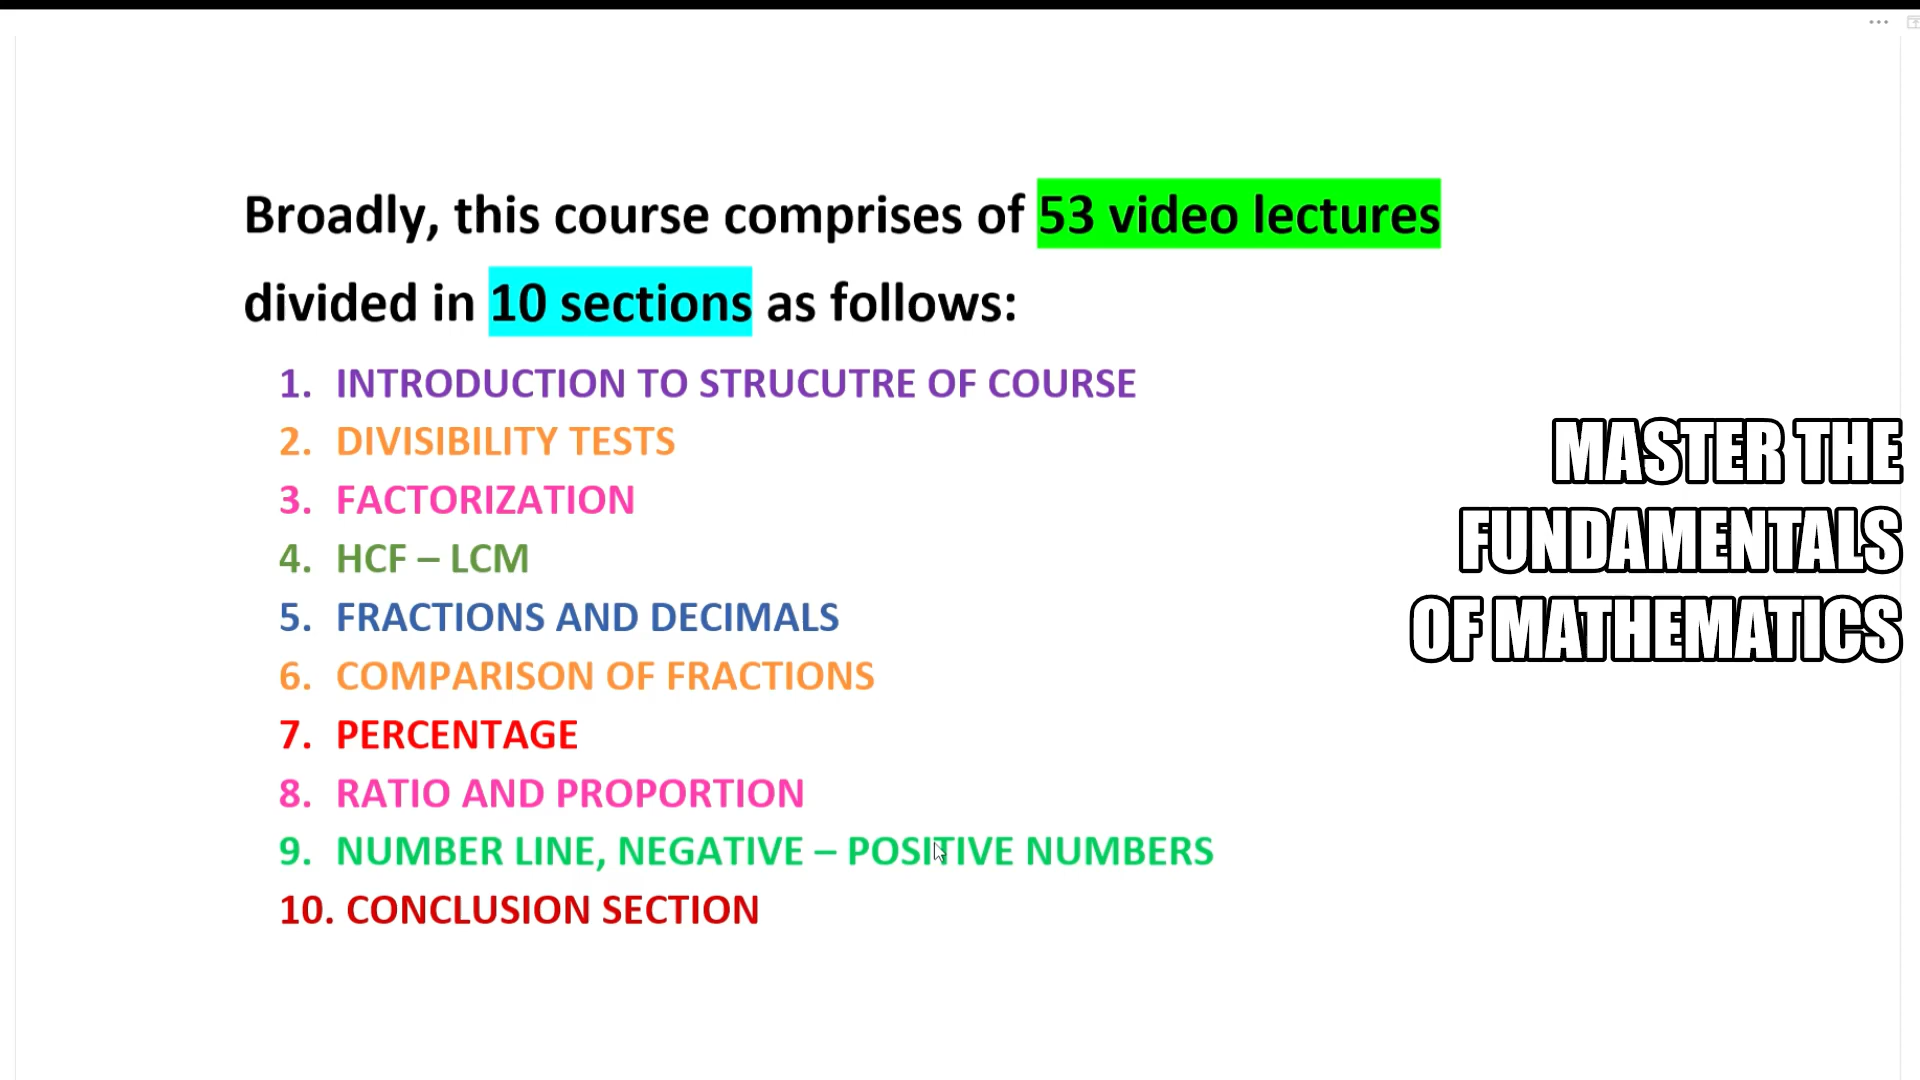 Broadly, this course comprises of 53 video lectures
divided in 10 sections as follows:
1. INTRODUCTION TO STRUCUTRE OF COURSE
2. DIVISIBILITY TESTS
3. FACTORIZATION
4. HCF – LCM
5. FRACTIONS AND DECIMALS
6. COMPARISON OF FRACTIONS
7. PERCENTAGE
8. RATIO AND PROPORTION
9. NUMBER LINE, NEGATIVE – POSITIVE NUMBERS
10. CONCLUSION SECTION
MASTER THE
FUNDAMENTALS
OF MATHEMATICS